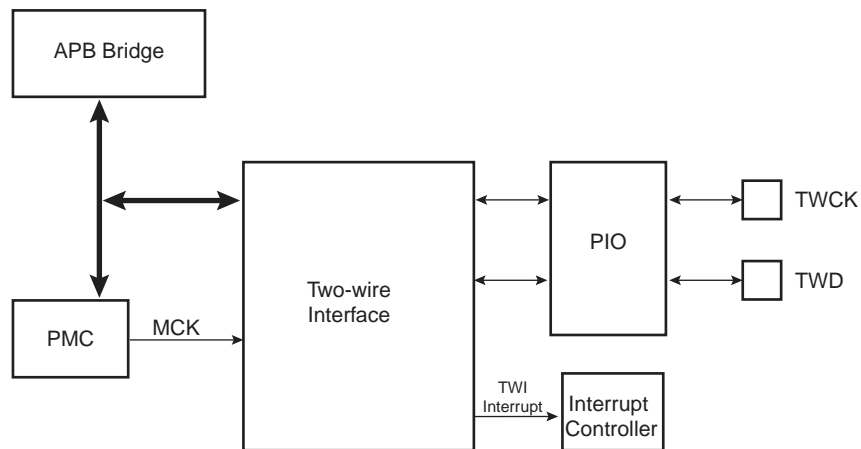 APB Bridge
TWCK
PIO
TWD
Two-wire
Interface
MCK
PMC
TWI
Interrupt
Interrupt
Controller